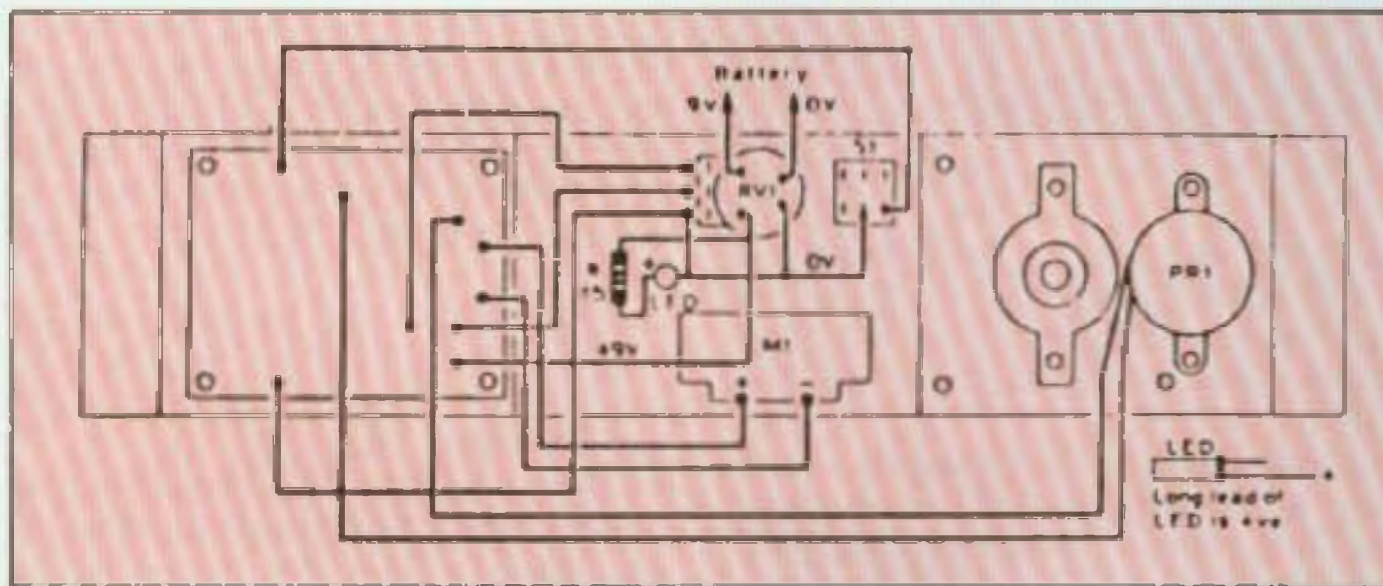 Battery
9V 0V
S1
RV1
PB1
0V
+
LED
+9V
M1
+ −
LED
+
Long lead of
LED is +ve